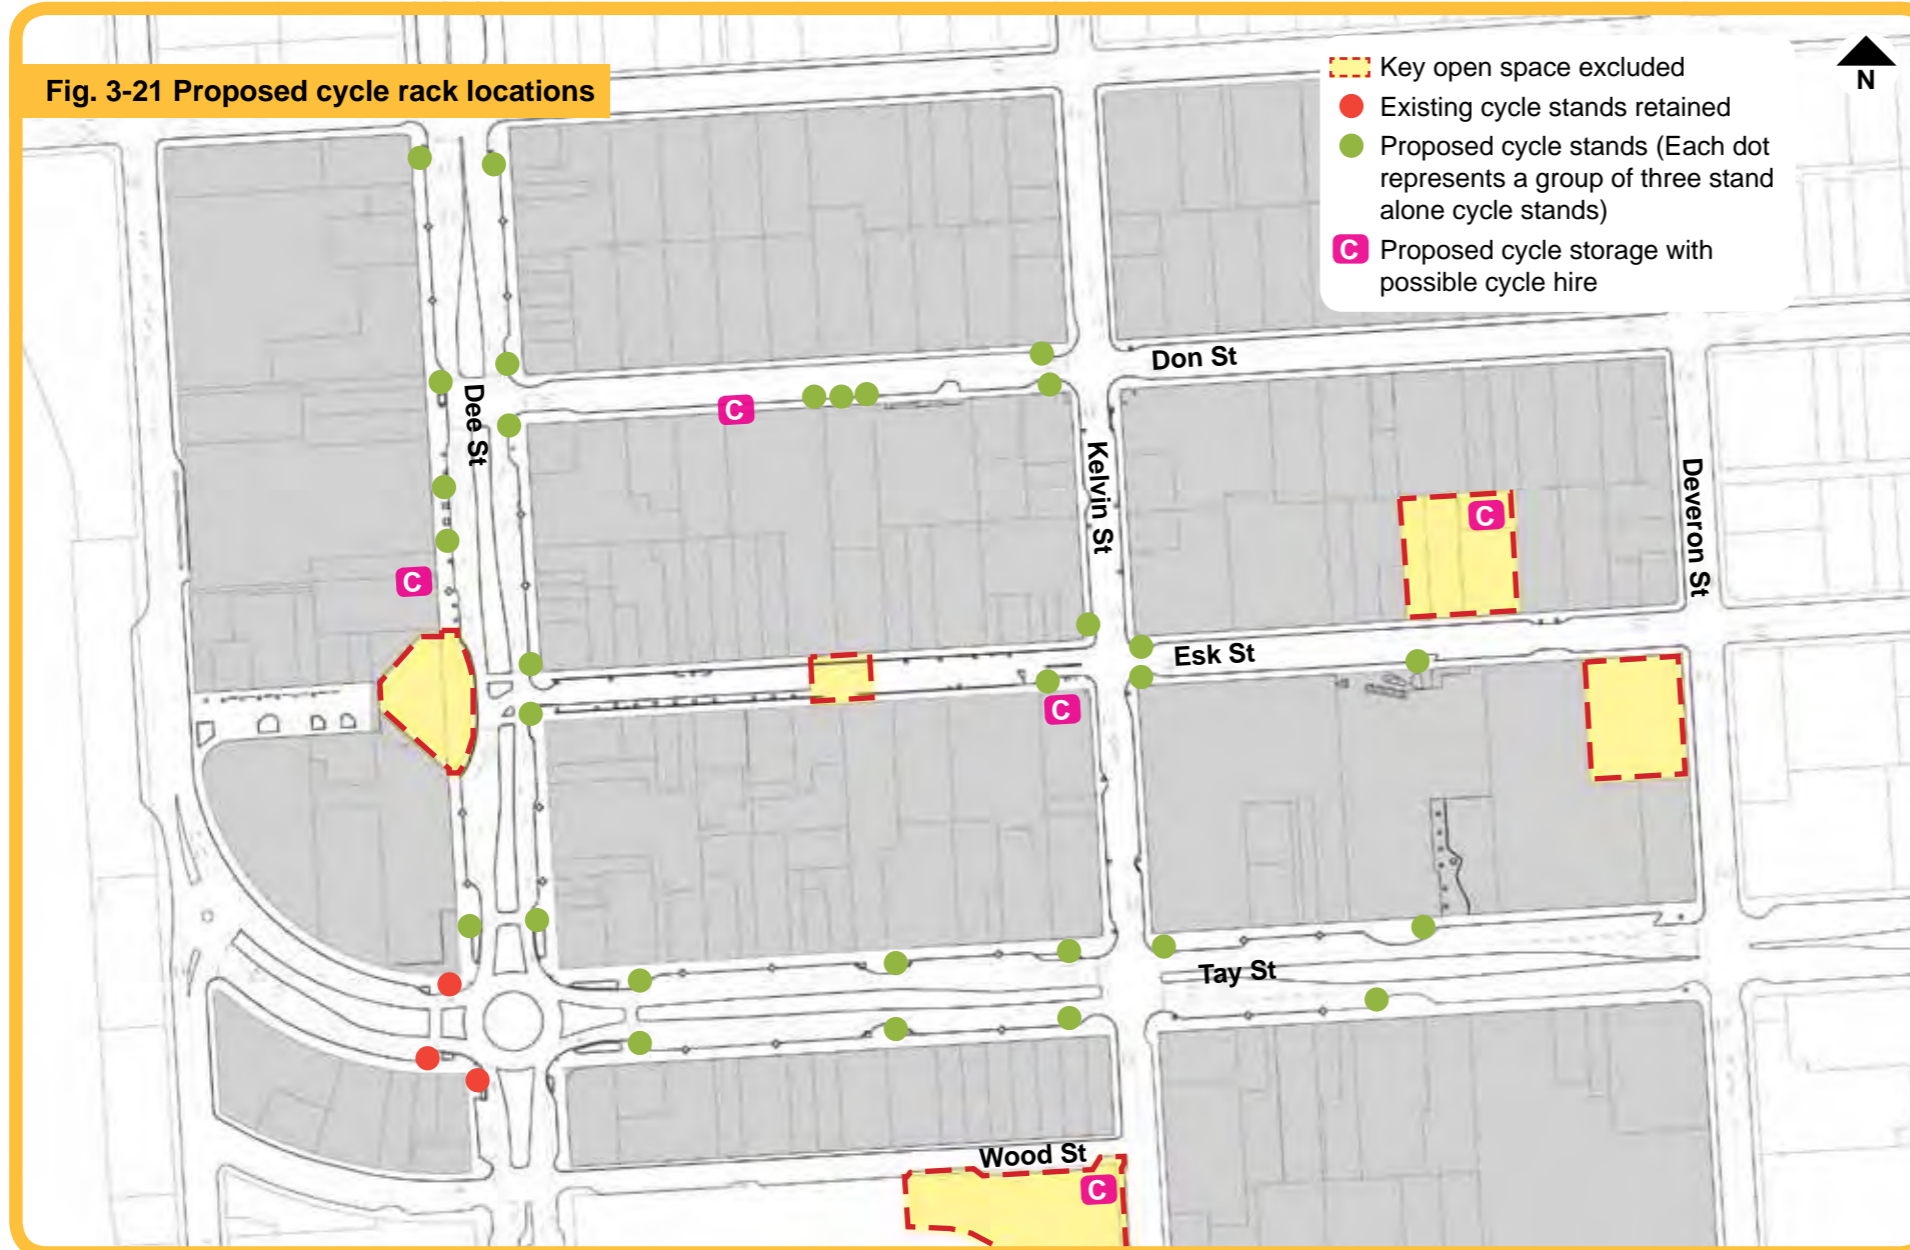 Fig. 3-21 Proposed cycle rack locations
Key open space excluded
Existing cycle stands retained
Proposed cycle stands (Each dot
represents a group of three stand
alone cycle stands)
C Proposed cycle storage with
possible cycle hire
N
Don St
Dee St
C
Kelvin St
Deveron St
C
C
Esk St
C
Tay St
Wood St
C